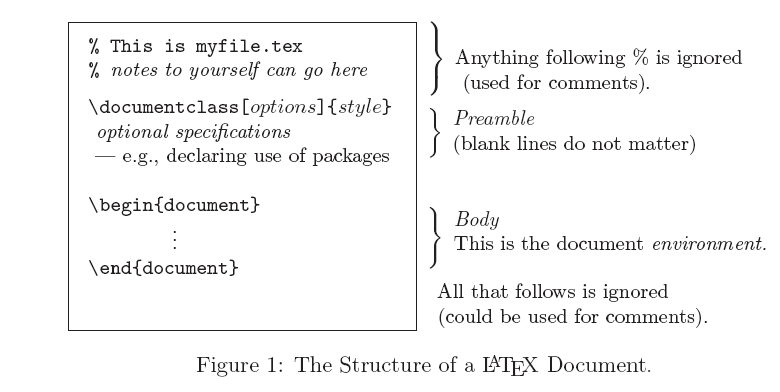 % This is myfile.tex
% notes to yourself can go here
\documentclass[options]{style}
optional specifications
— e.g., declaring use of packages
\begin{document}
⋮
\end{document}
Anything following % is ignored
(used for comments).
Preamble
(blank lines do not matter)
Body
This is the document environment.
All that follows is ignored
(could be used for comments).
Figure 1: The Structure of a LATEX Document.